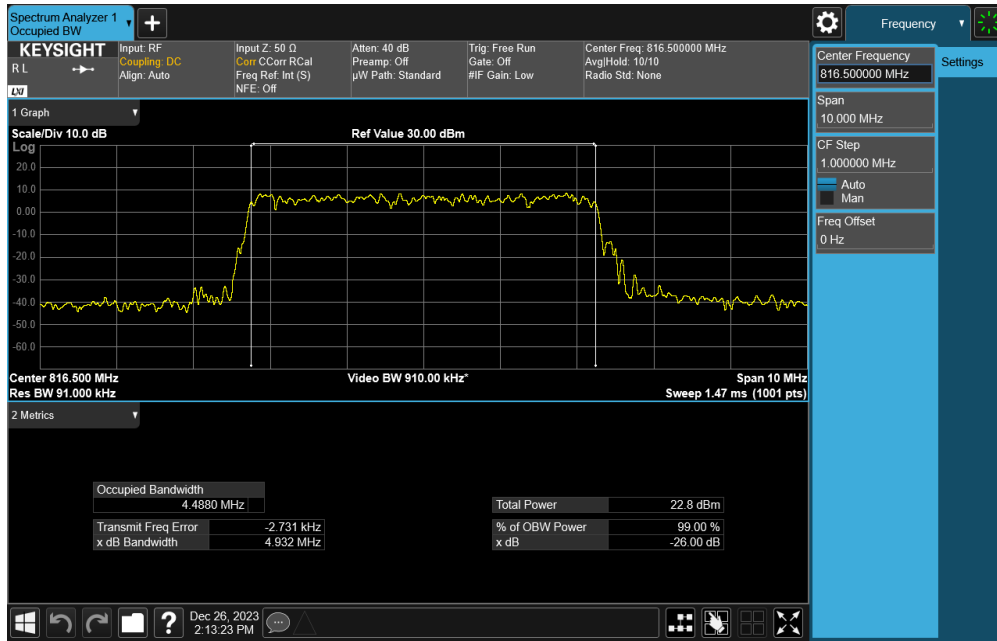 Spectrum Analyzer 1
Occupied BW
Frequency
KEYSIGHT
R L
LXI
Input: RF
Coupling: DC
Align: Auto
Input Z: 50 Ω
Corr CCorr RCal
Freq Ref: Int (S)
NFE: Off
Atten: 40 dB
Preamp: Off
µW Path: Standard
Trig: Free Run
Gate: Off
#IF Gain: Low
Center Freq: 816.500000 MHz
Avg|Hold: 10/10
Radio Std: None
Center Frequency
816.500000 MHz
Settings
Span
10.000 MHz
CF Step
1.000000 MHz
Auto
Man
Freq Offset
0 Hz
1 Graph
Scale/Div 10.0 dB
Ref Value 30.00 dBm
Log
20.0
10.0
0.00
-10.0
-20.0
-30.0
-40.0
-50.0
-60.0
Center 816.500 MHz
Video BW 910.00 kHz*
Span 10 MHz
Res BW 91.000 kHz
Sweep 1.47 ms (1001 pts)
2 Metrics
Occupied Bandwidth
4.4880 MHz
Total Power 22.8 dBm
Transmit Freq Error -2.731 kHz
% of OBW Power 99.00 %
x dB Bandwidth 4.932 MHz
x dB -26.00 dB
Dec 26, 2023
2:13:23 PM